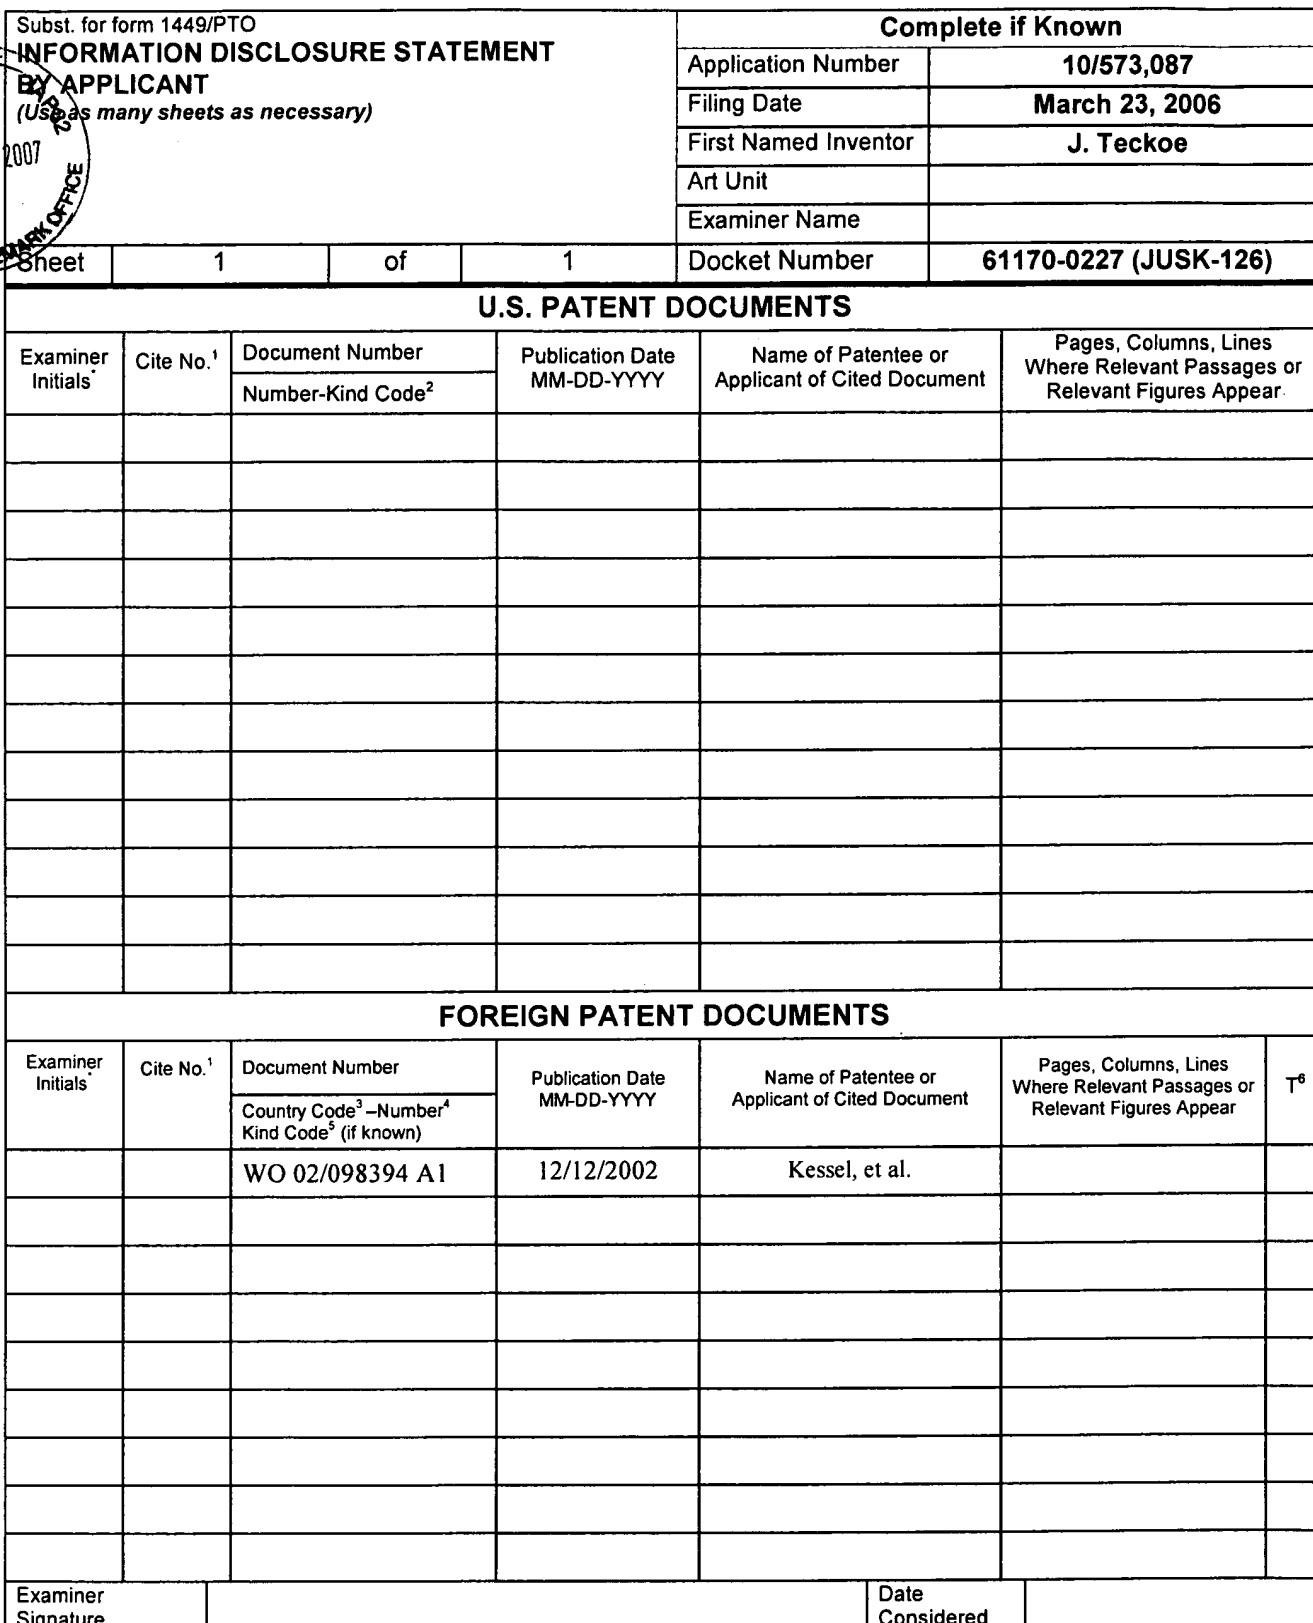 Subst. for form 1449/PTO
INFORMATION DISCLOSURE STATEMENT
BY APPLICANT
(Use as many sheets as necessary)
2007
MARK OFFICE
Complete if Known
Application Number 10/573,087
Filing Date March 23, 2006
First Named Inventor J. Teckoe
Art Unit
Examiner Name
Sheet 1 of 1 Docket Number 61170-0227 (JUSK-126)
U.S. PATENT DOCUMENTS
Examiner
Initials*
Cite No.1
Document Number
Number-Kind Code2
Publication Date
MM-DD-YYYY
Name of Patentee or
Applicant of Cited Document
Pages, Columns, Lines
Where Relevant Passages or
Relevant Figures Appear
FOREIGN PATENT DOCUMENTS
Examiner
Initials*
Cite No.1
Document Number
Country Code3 –Number4
Kind Code5 (if known)
Publication Date
MM-DD-YYYY
Name of Patentee or
Applicant of Cited Document
Pages, Columns, Lines
Where Relevant Passages or
Relevant Figures Appear
T6
WO 02/098394 A1 12/12/2002 Kessel, et al.
Examiner
Signature
Date
Considered